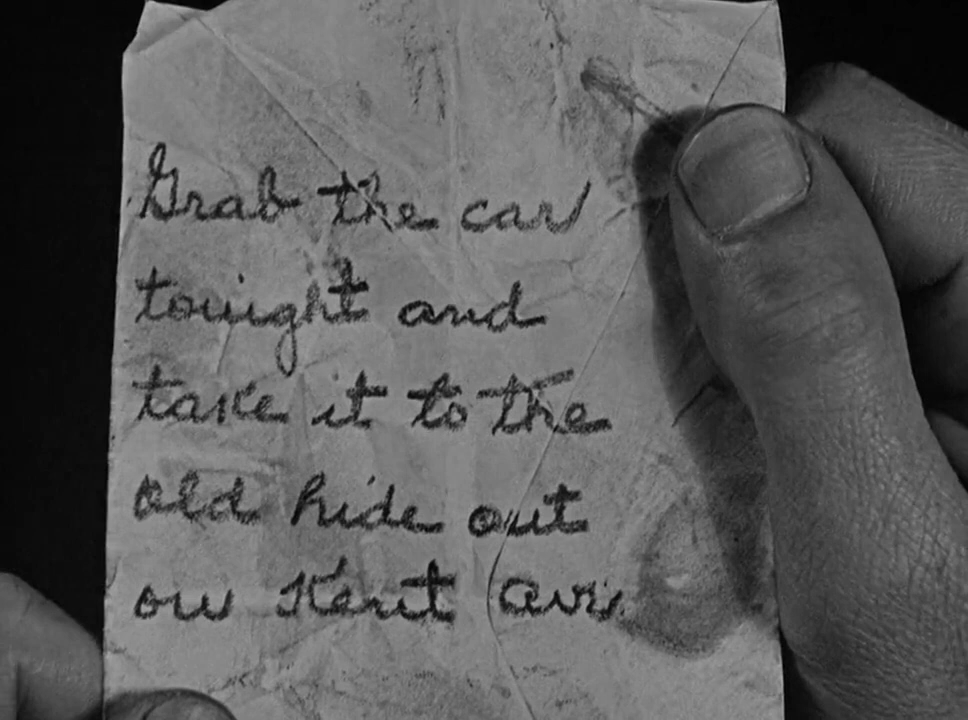 Grab the car
tonight and
take it to the
old hide out
on Kent Ave.